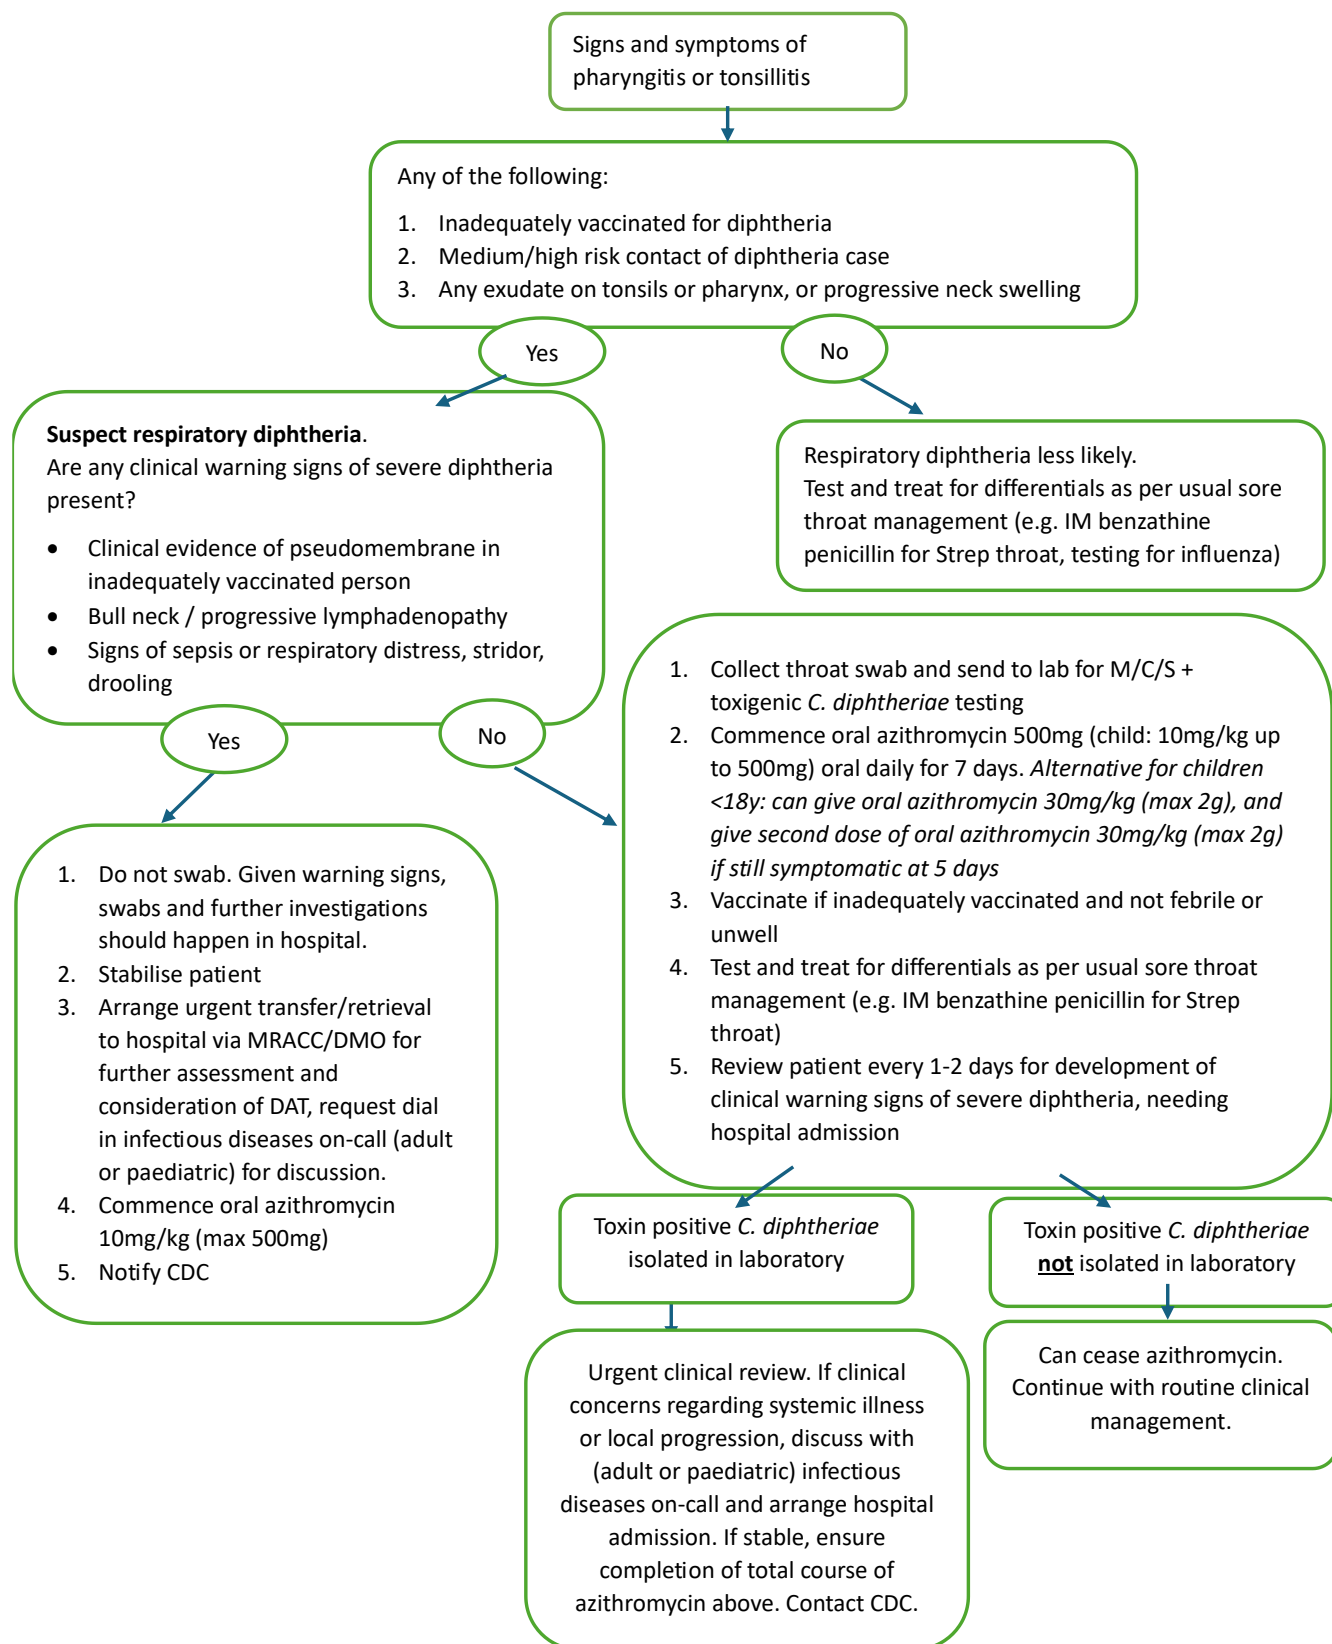 Signs and symptoms of
pharyngitis or tonsillitis
Any of the following:
1. Inadequately vaccinated for diphtheria
2. Medium/high risk contact of diphtheria case
3. Any exudate on tonsils or pharynx, or progressive neck swelling
Yes
No
Suspect respiratory diphtheria.
Are any clinical warning signs of severe diphtheria
present?
• Clinical evidence of pseudomembrane in
inadequately vaccinated person
• Bull neck / progressive lymphadenopathy
• Signs of sepsis or respiratory distress, stridor,
drooling
Respiratory diphtheria less likely.
Test and treat for differentials as per usual sore
throat management (e.g. IM benzathine
penicillin for Strep throat, testing for influenza)
Yes
No
1. Do not swab. Given warning signs,
swabs and further investigations
should happen in hospital.
2. Stabilise patient
3. Arrange urgent transfer/retrieval
to hospital via MRACC/DMO for
further assessment and
consideration of DAT, request dial
in infectious diseases on-call (adult
or paediatric) for discussion.
4. Commence oral azithromycin
10mg/kg (max 500mg)
5. Notify CDC
1. Collect throat swab and send to lab for M/C/S +
toxigenic C. diphtheriae testing
2. Commence oral azithromycin 500mg (child: 10mg/kg up
to 500mg) oral daily for 7 days. Alternative for children
<18y: can give oral azithromycin 30mg/kg (max 2g), and
give second dose of oral azithromycin 30mg/kg (max 2g)
if still symptomatic at 5 days
3. Vaccinate if inadequately vaccinated and not febrile or
unwell
4. Test and treat for differentials as per usual sore throat
management (e.g. IM benzathine penicillin for Strep
throat)
5. Review patient every 1-2 days for development of
clinical warning signs of severe diphtheria, needing
hospital admission
Toxin positive C. diphtheriae
isolated in laboratory
Toxin positive C. diphtheriae
not isolated in laboratory
Urgent clinical review. If clinical
concerns regarding systemic illness
or local progression, discuss with
(adult or paediatric) infectious
diseases on-call and arrange hospital
admission. If stable, ensure
completion of total course of
azithromycin above. Contact CDC.
Can cease azithromycin.
Continue with routine clinical
management.